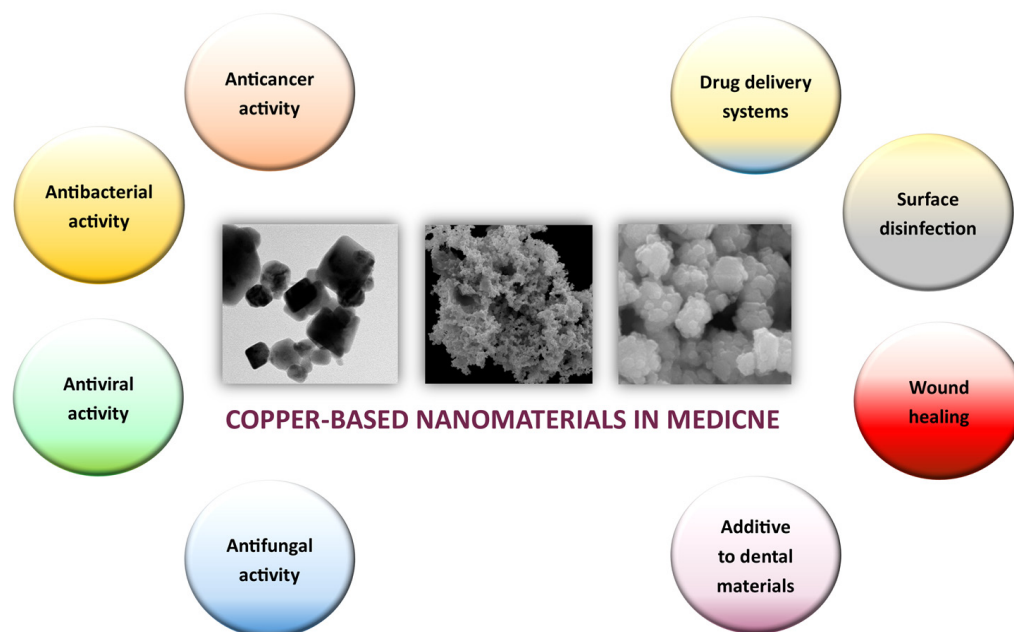 Anticancer
activity
Drug delivery
systems
Antibacterial
activity
Surface
disinfection
Antiviral
activity
Wound
healing
COPPER-BASED NANOMATERIALS IN MEDICNE
Antifungal
activity
Additive
to dental
materials